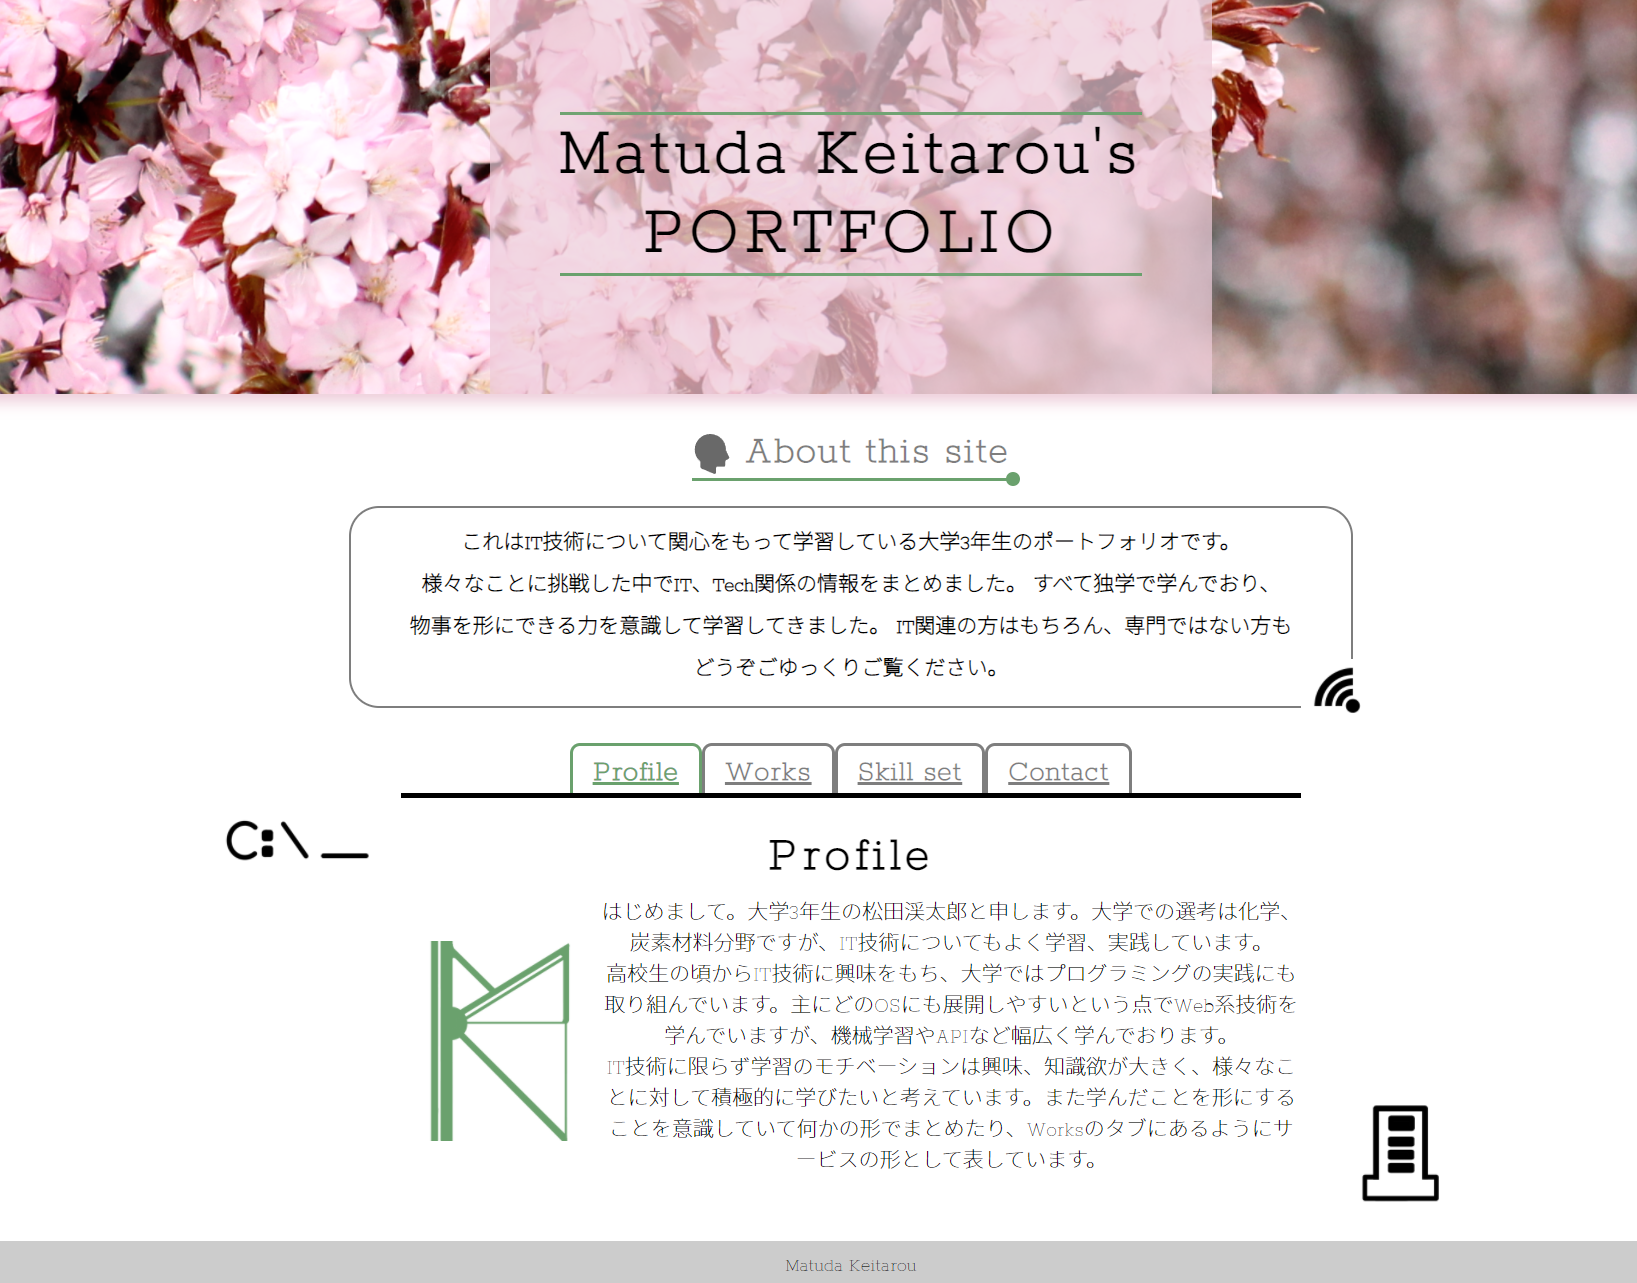 Matuda Keitarou's
PORTFOLIO
About this site
これはIT技術について関心をもって学習している大学3年生のポートフォリオです。
様々なことに挑戦した中でIT、Tech関係の情報をまとめました。 すべて独学で学んでおり、
物事を形にできる力を意識して学習してきました。 IT関連の方はもちろん、専門ではない方も
どうぞごゆっくりご覧ください。
Profile
Works
Skill set
Contact
C:\_
Profile
はじめまして。大学3年生の松田渓太郎と申します。大学での選考は化学、
炭素材料分野ですが、IT技術についてもよく学習、実践しています。
高校生の頃からIT技術に興味をもち、大学ではプログラミングの実践にも
取り組んでいます。主にどのOSにも展開しやすいという点でWeb系技術を
学んでいますが、機械学習やAPIなど幅広く学んでおります。
IT技術に限らず学習のモチベーションは興味、知識欲が大きく、様々なこ
とに対して積極的に学びたいと考えています。また学んだことを形にする
ことを意識していて何かの形でまとめたり、Worksのタブにあるようにサ
ービスの形として表しています。
Matuda Keitarou